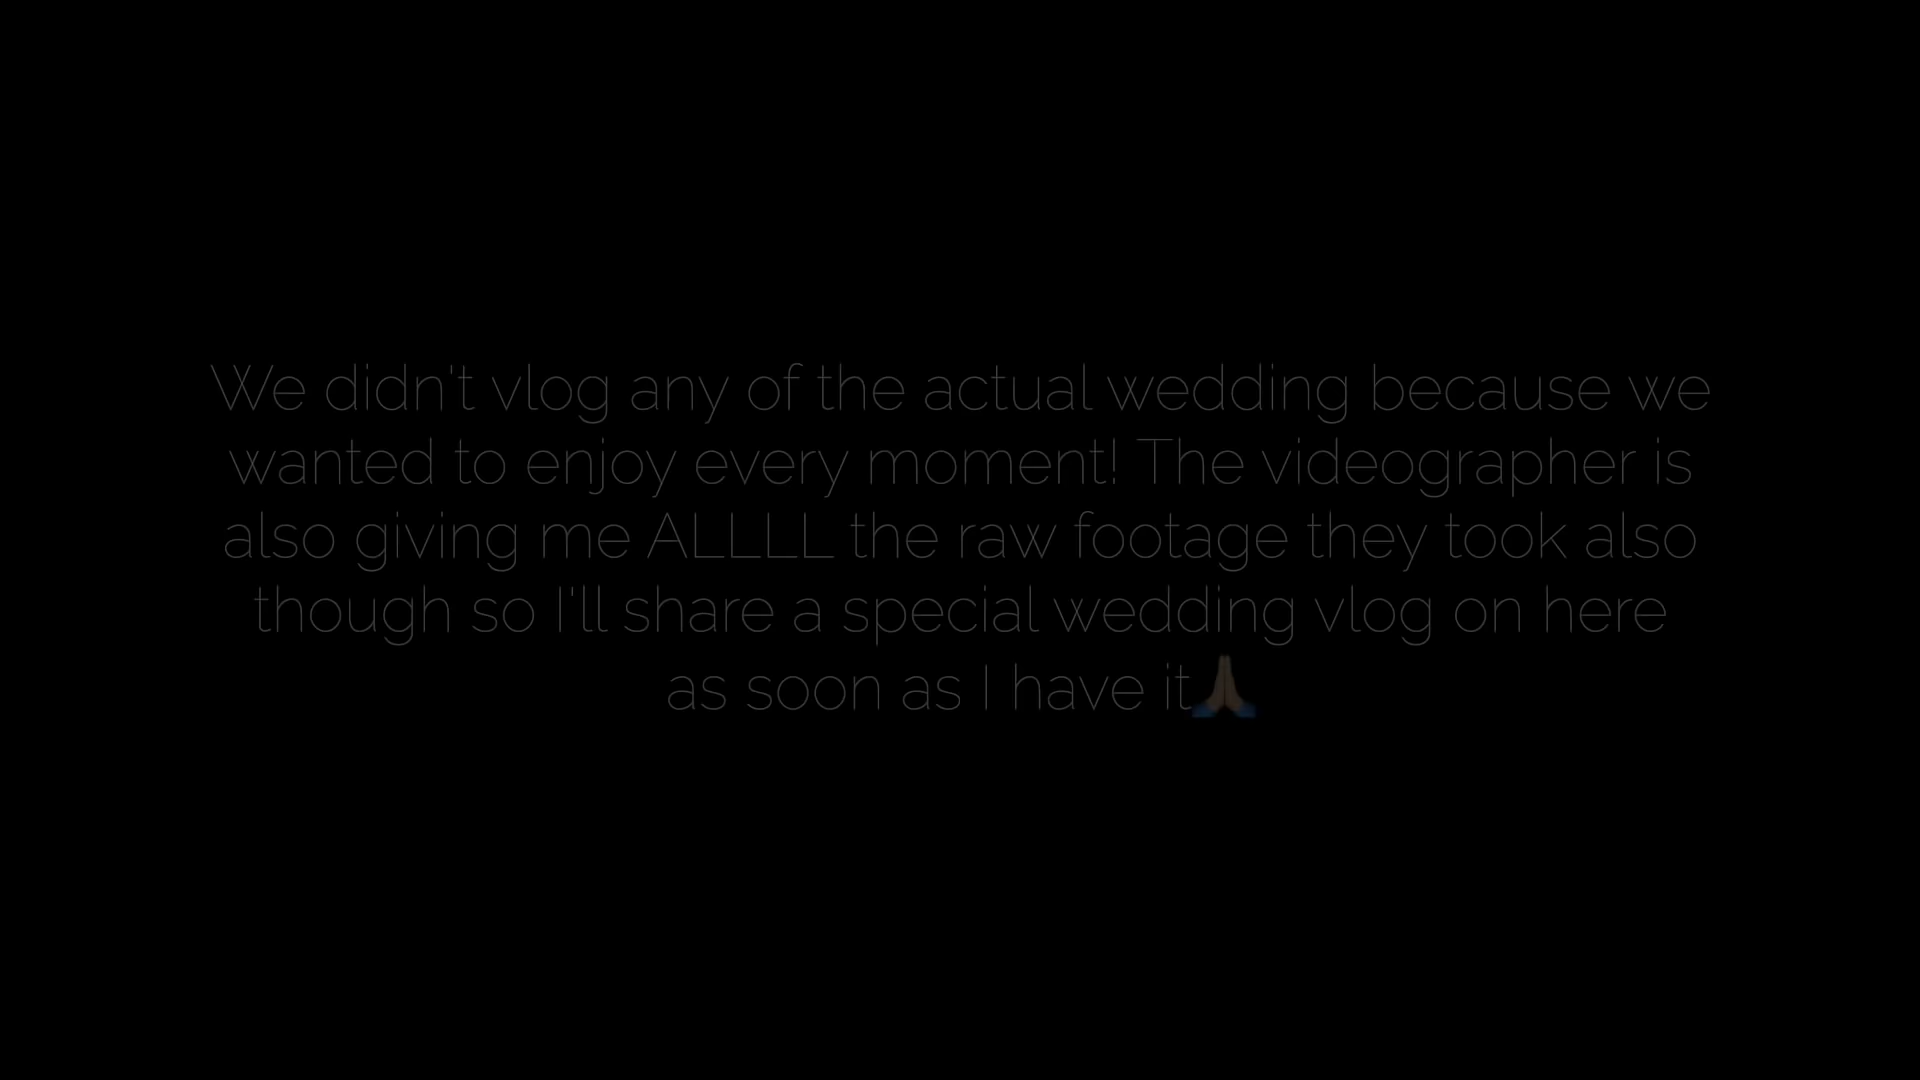 We didn't vlog any of the actual wedding because we
wanted to enjoy every moment! The videographer is
also giving me ALLLL the raw footage they took also
though so I'll share a special wedding vlog on here
as soon as I have it🙏🏿